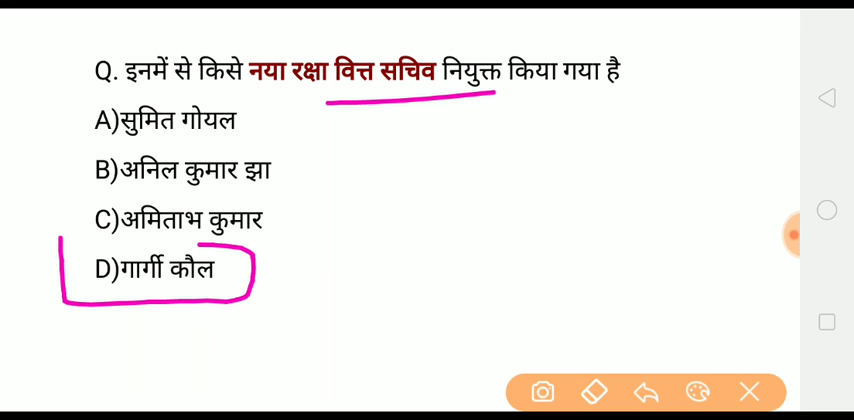 Q. इनमें से किसे नया रक्षा वित्त सचिव नियुक्त किया गया है
A)सुमित गोयल
B)अनिल कुमार झा
C)अमिताभ कुमार
D)गार्गी कौल